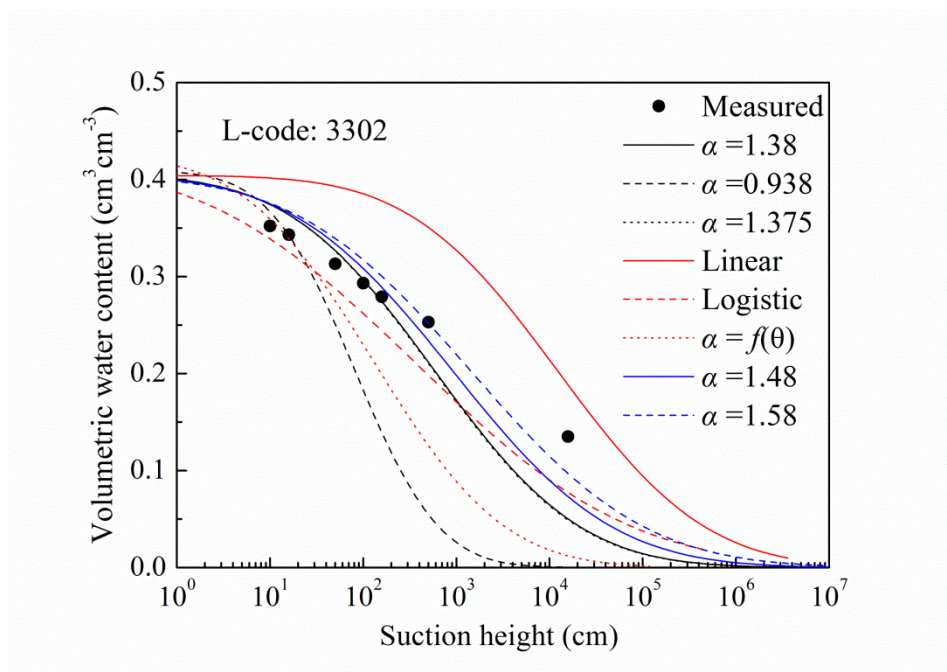 0.5
0.4
0.3
0.2
0.1
0.0
Volumetric water content (cm³ cm⁻³)
L-code: 3302
Measured
α =1.38
α =0.938
α =1.375
Linear
Logistic
α = f(θ)
α =1.48
α =1.58
10⁰ 10¹ 10² 10³ 10⁴ 10⁵ 10⁶ 10⁷
Suction height (cm)